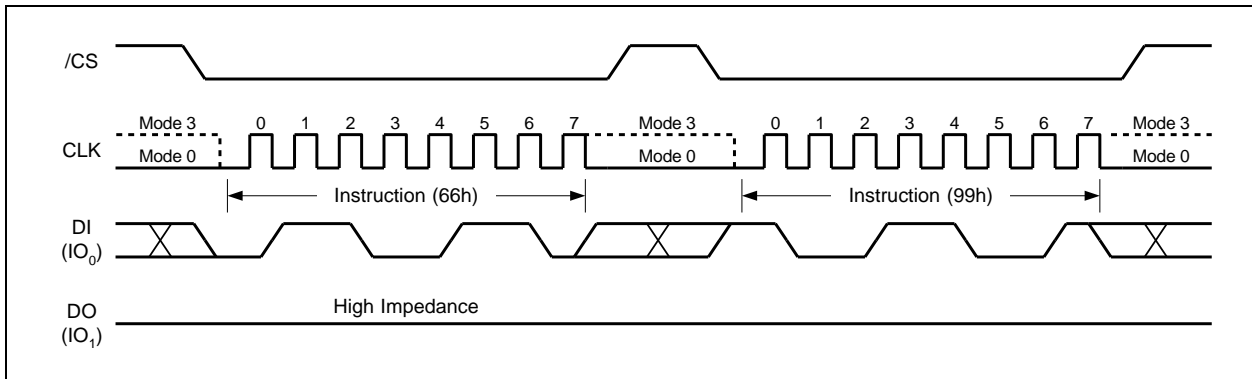 /CS
Mode 3 0 1 2 3 4 5 6 7 Mode 3 0 1 2 3 4 5 6 7 Mode 3
CLK Mode 0 Mode 0 Mode 0
Instruction (66h) Instruction (99h)
DI
(IO0)
High Impedance
DO
(IO1)